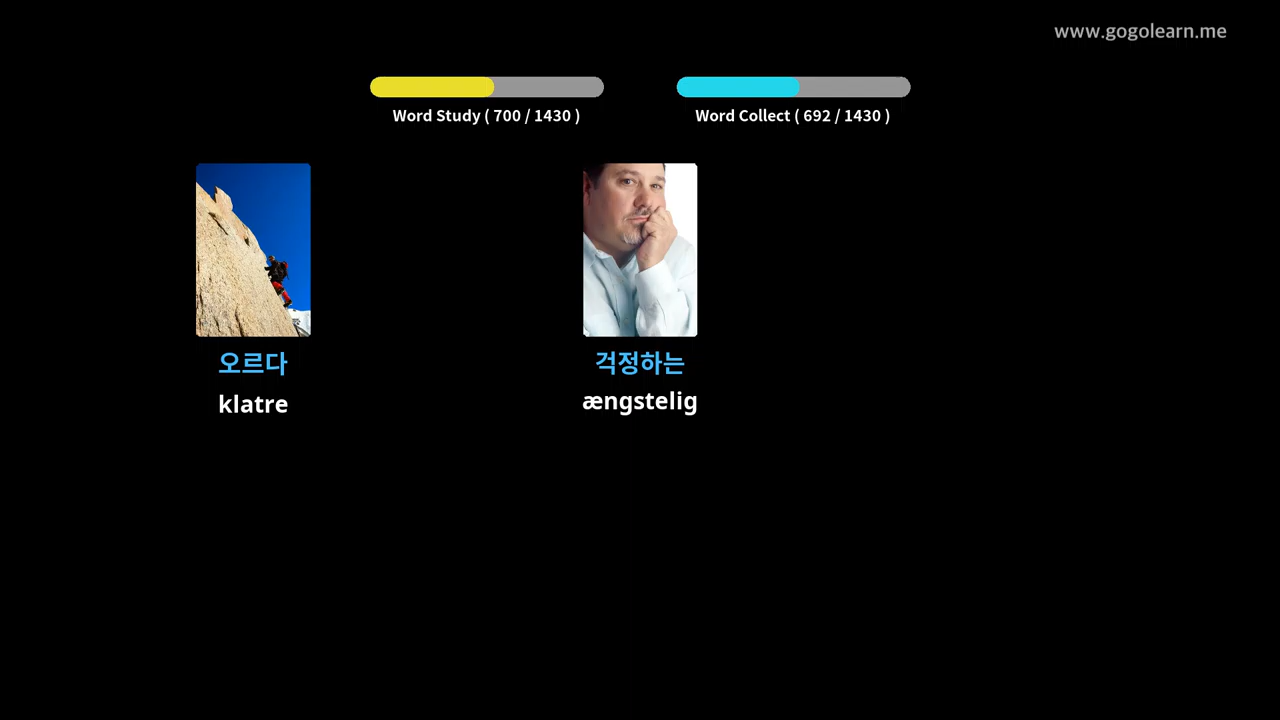 www.gogolearn.me
Word Study ( 700 / 1430 )
Word Collect ( 692 / 1430 )
오르다
klatre
걱정하는
ængstelig